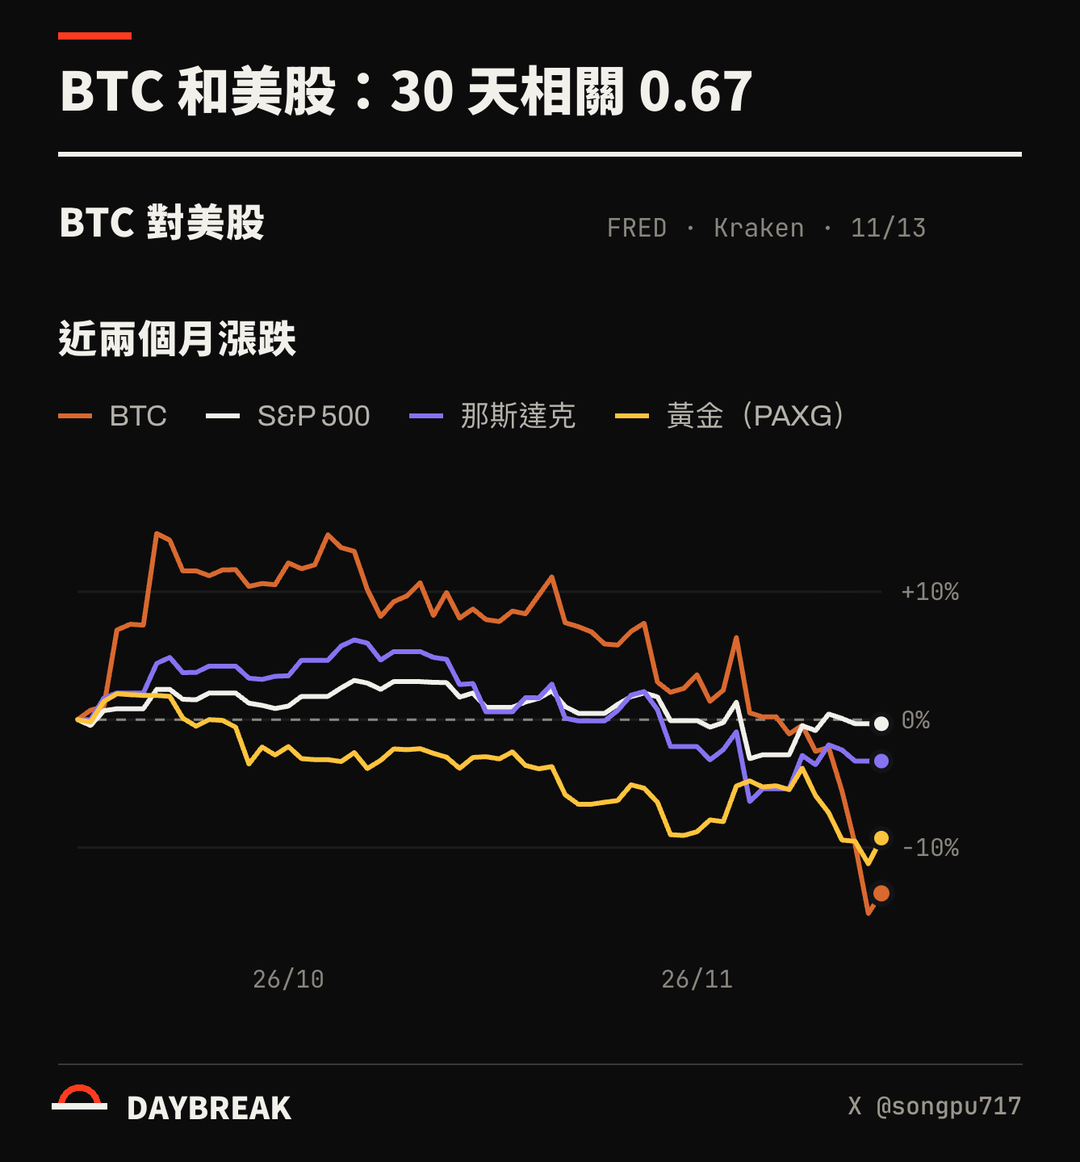 BTC 和美股：30 天相關 0.67
BTC 對美股
FRED · Kraken · 11/13
近兩個月漲跌
BTC S&P 500 那斯達克 黃金（PAXG）
+10%
0%
-10%
26/10 26/11
DAYBREAK
X @songpu717